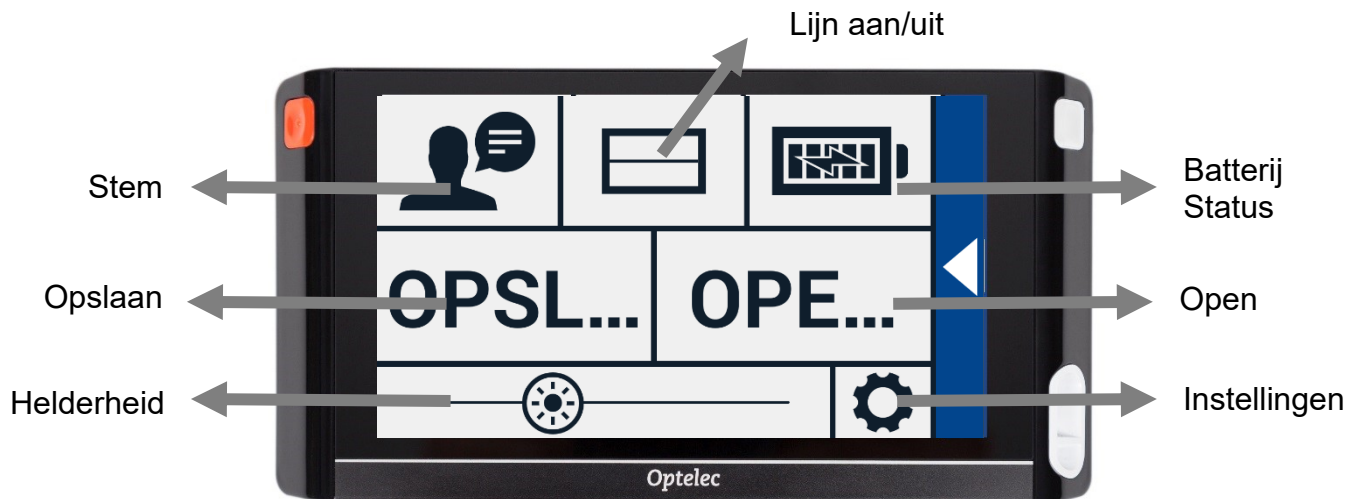 Lijn aan/uit
Stem
Batterij
Status
OPSL...
OPE...
Opslaan
Open
Helderheid
Instellingen
Optelec